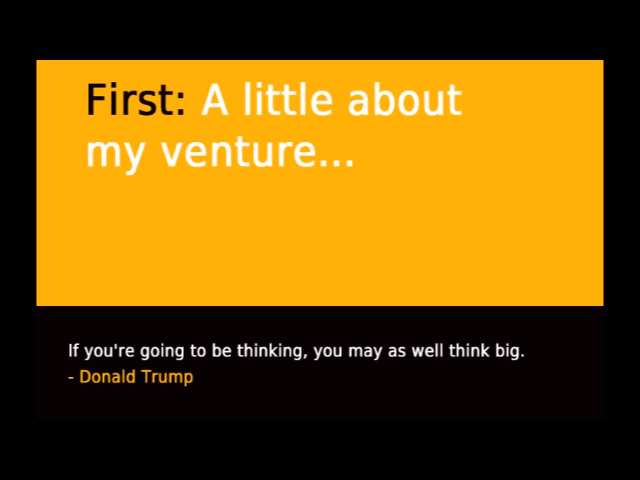 First: A little about
my venture...
If you're going to be thinking, you may as well think big.
- Donald Trump